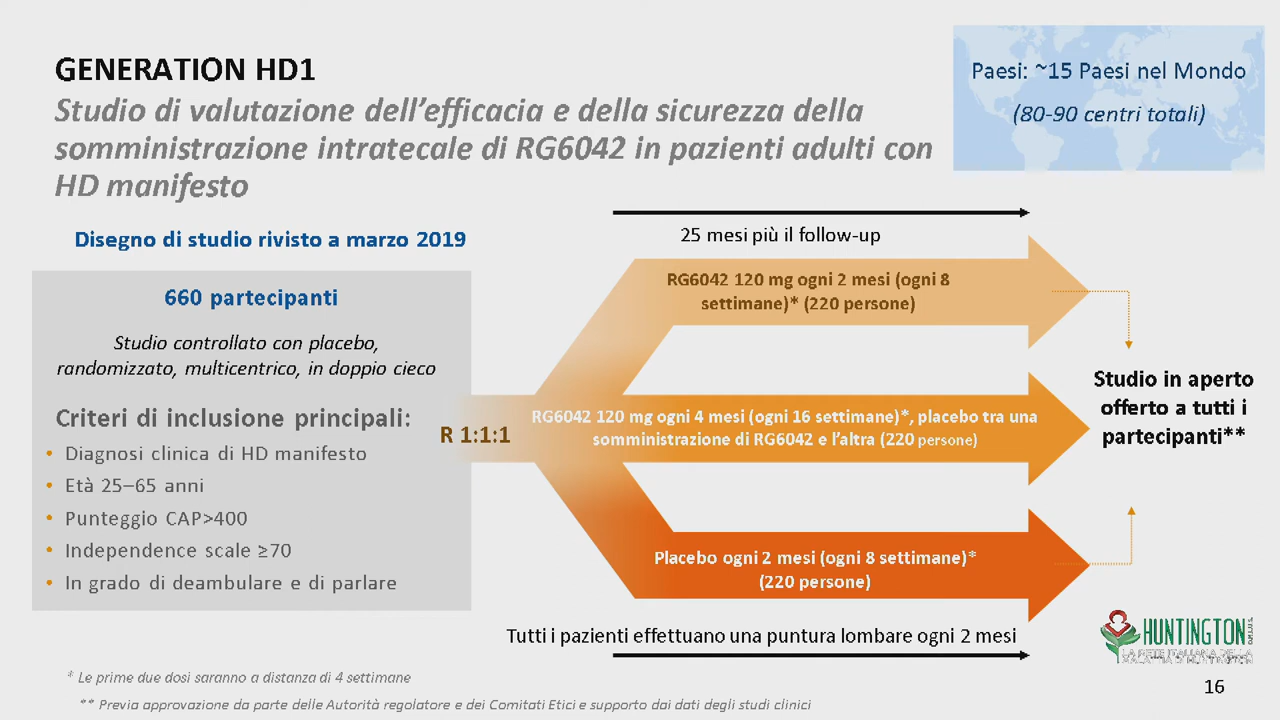 GENERATION HD1
Studio di valutazione dell'efficacia e della sicurezza della
somministrazione intratecale di RG6042 in pazienti adulti con
HD manifesto
Paesi: ~15 Paesi nel Mondo
(80-90 centri totali)
Disegno di studio rivisto a marzo 2019
660 partecipanti
Studio controllato con placebo,
randomizzato, multicentrico, in doppio cieco
Criteri di inclusione principali:
• Diagnosi clinica di HD manifesto
• Età 25–65 anni
• Punteggio CAP>400
• Independence scale ≥70
• In grado di deambulare e di parlare
R 1:1:1
25 mesi più il follow-up
RG6042 120 mg ogni 2 mesi (ogni 8
settimane)* (220 persone)
RG6042 120 mg ogni 4 mesi (ogni 16 settimane)*, placebo tra una
somministrazione di RG6042 e l'altra (220 persone)
Placebo ogni 2 mesi (ogni 8 settimane)*
(220 persone)
Tutti i pazienti effettuano una puntura lombare ogni 2 mesi
Studio in aperto
offerto a tutti i
partecipanti**
HUNTINGTON
LA RETE ITALIANA DELLA
MALATTIA DI HUNTINGTON
* Le prime due dosi saranno a distanza di 4 settimane
** Previa approvazione da parte delle Autorità regolatore e dei Comitati Etici e supporto dai dati degli studi clinici
16